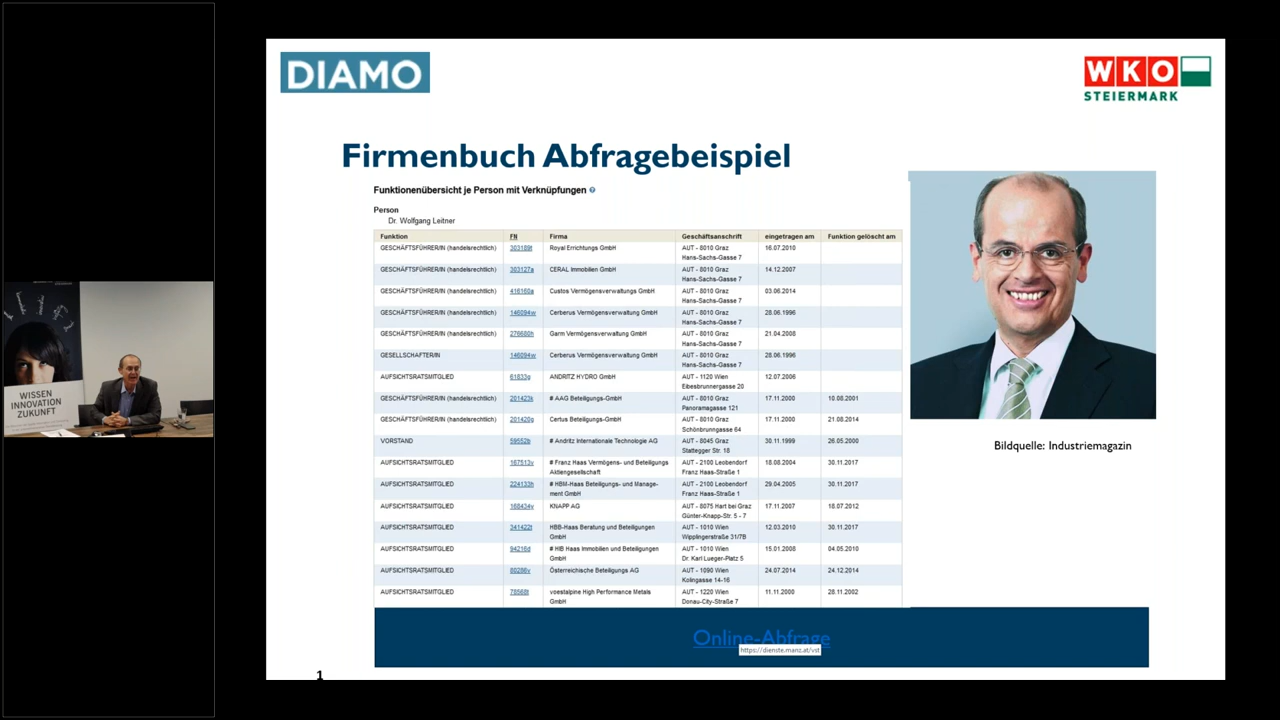 DIAMO
WKO
STEIERMARK
Firmenbuch Abfragebeispiel
Funktionenübersicht je Person mit Verknüpfungen
Person
Dr. Wolfgang Leitner
Funktion FN Firma Geschäftsanschrift eingetragen am Funktion gelöscht am
GESCHÄFTSFÜHRER/IN (handelsrechtlich) 303189t Royal Errichtungs GmbH AUT - 8010 Graz 16.07.2010
Hans-Sachs-Gasse 7
GESCHÄFTSFÜHRER/IN (handelsrechtlich) 303127a CERAL Immobilien GmbH AUT - 8010 Graz 14.12.2007
Hans-Sachs-Gasse 7
GESCHÄFTSFÜHRER/IN (handelsrechtlich) 416160a Custos Vermögensverwaltungs GmbH AUT - 8010 Graz 03.06.2014
Hans-Sachs-Gasse 7
GESCHÄFTSFÜHRER/IN (handelsrechtlich) 146094w Cerberus Vermögensverwaltung GmbH AUT - 8010 Graz 28.06.1996
Hans-Sachs-Gasse 7
GESCHÄFTSFÜHRER/IN (handelsrechtlich) 276680h Garm Vermögensverwaltung GmbH AUT - 8010 Graz 21.04.2008
Hans-Sachs-Gasse 7
GESELLSCHAFTER/IN 146094w Cerberus Vermögensverwaltung GmbH AUT - 8010 Graz 28.06.1996
Hans-Sachs-Gasse 7
AUFSICHTSRATSMITGLIED 61833g ANDRITZ HYDRO GmbH AUT - 1120 Wien 12.07.2006
Eibesbrunnergasse 20
GESCHÄFTSFÜHRER/IN (handelsrechtlich) 201423k # AAG Beteiligungs-GmbH AUT - 8010 Graz 17.11.2000 10.08.2001
Panoramagasse 121
GESCHÄFTSFÜHRER/IN (handelsrechtlich) 201420g Certus Beteiligungs-GmbH AUT - 8010 Graz 17.11.2000 21.08.2014
Schönbrunngasse 64
VORSTAND 59552b # Andritz Internationale Technologie AG AUT - 8045 Graz 30.11.1999 26.05.2000
Stattegger Str. 18
AUFSICHTSRATSMITGLIED 167513v # Franz Haas Vermögens- und Beteiligungs AUT - 2100 Leobendorf 18.08.2004 30.11.2017
Aktiengesellschaft Franz Haas-Straße 1
AUFSICHTSRATSMITGLIED 224133h # HBM-Haas Beteiligungs- und Manage- AUT - 2100 Leobendorf 29.04.2005 30.11.2017
ment GmbH Franz Haas-Straße 1
AUFSICHTSRATSMITGLIED 168434v KNAPP AG AUT - 8075 Hart bei Graz 17.11.2007 18.07.2012
Günter-Knapp-Str. 5 - 7
AUFSICHTSRATSMITGLIED 341422t HBB-Haas Beratung und Beteiligungen AUT - 1010 Wien 12.03.2010 30.11.2017
GmbH Wipplingerstraße 31/7B
AUFSICHTSRATSMITGLIED 94216d # HIB Haas Immobilien und Beteiligungen AUT - 1010 Wien 15.01.2008 04.05.2010
GmbH Dr. Karl Lueger-Platz 5
AUFSICHTSRATSMITGLIED 80286v Österreichische Beteiligungs AG AUT - 1090 Wien 24.07.2014 24.12.2014
Kolingasse 14-16
AUFSICHTSRATSMITGLIED 78568t voestalpine High Performance Metals AUT - 1220 Wien 11.11.2000 28.11.2002
GmbH Donau-City-Straße 7
Bildquelle: Industriemagazin
Online-Abfrage
https://dienste.manz.at/vst
1
WISSEN
INNOVATION
ZUKUNFT